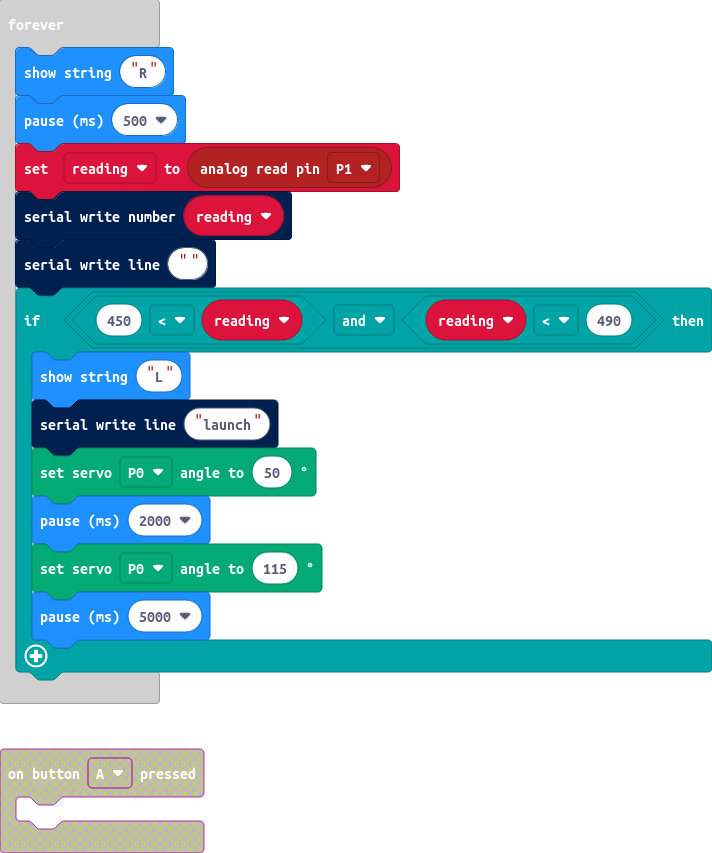 forever
show string "R"
pause (ms) 500
set reading to analog read pin P1
serial write number reading
serial write line ""
if 450 < reading and reading < 490 then
show string "L"
serial write line "launch"
set servo P0 angle to 50 °
pause (ms) 2000
set servo P0 angle to 115 °
pause (ms) 5000
on button A pressed